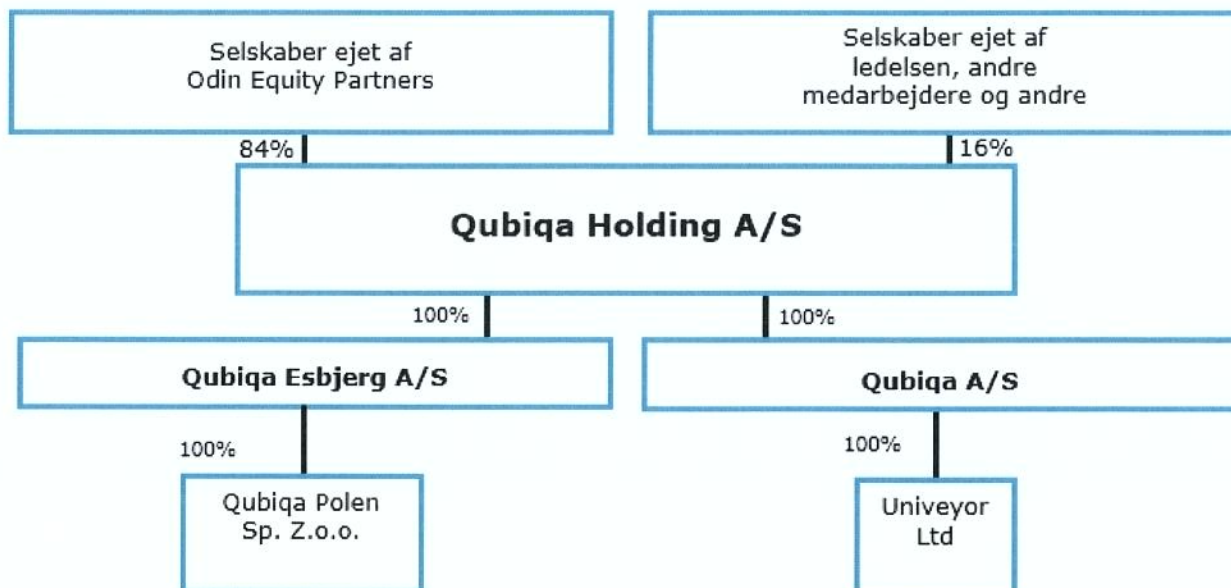 Selskaber ejet af
Odin Equity Partners
Selskaber ejet af
ledelsen, andre
medarbejdere og andre
84%
16%
Qubiqa Holding A/S
100%
100%
Qubiqa Esbjerg A/S
Qubiqa A/S
100%
100%
Qubiqa Polen
Sp. Z.o.o.
Univeyor
Ltd